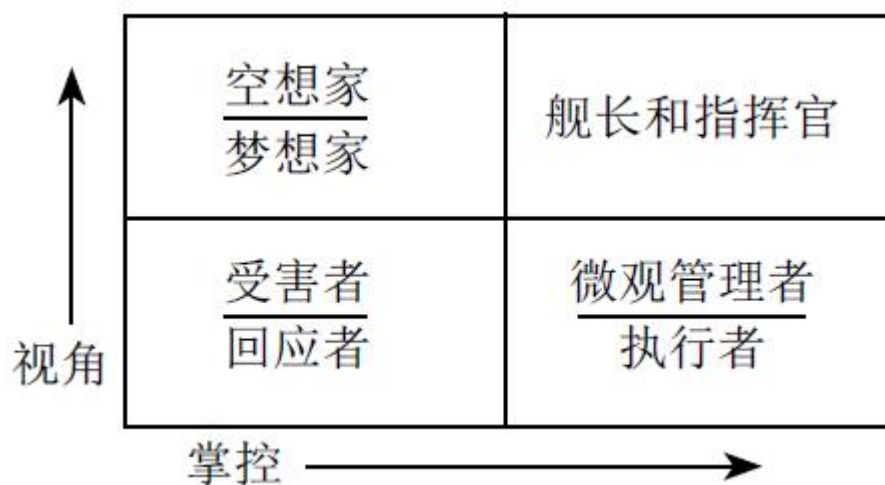 空想家
梦想家
舰长和指挥官
受害者
回应者
微观管理者
执行者
视角
掌控